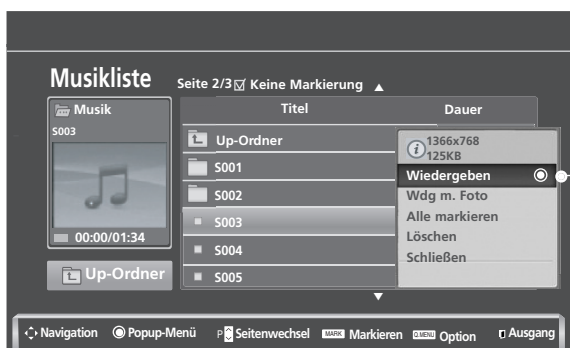 Musikliste
Seite 2/3 Keine Markierung
Musik
S003
00:00/01:34
Up-Ordner
Titel
Dauer
Up-Ordner
S001
S002
S003
S004
S005
1366x768
125KB
Wiedergeben
Wdg m. Foto
Alle markieren
Löschen
Schließen
Navigation Popup-Menü P Seitenwechsel MARK Markieren Q.MENU Option Ausgang